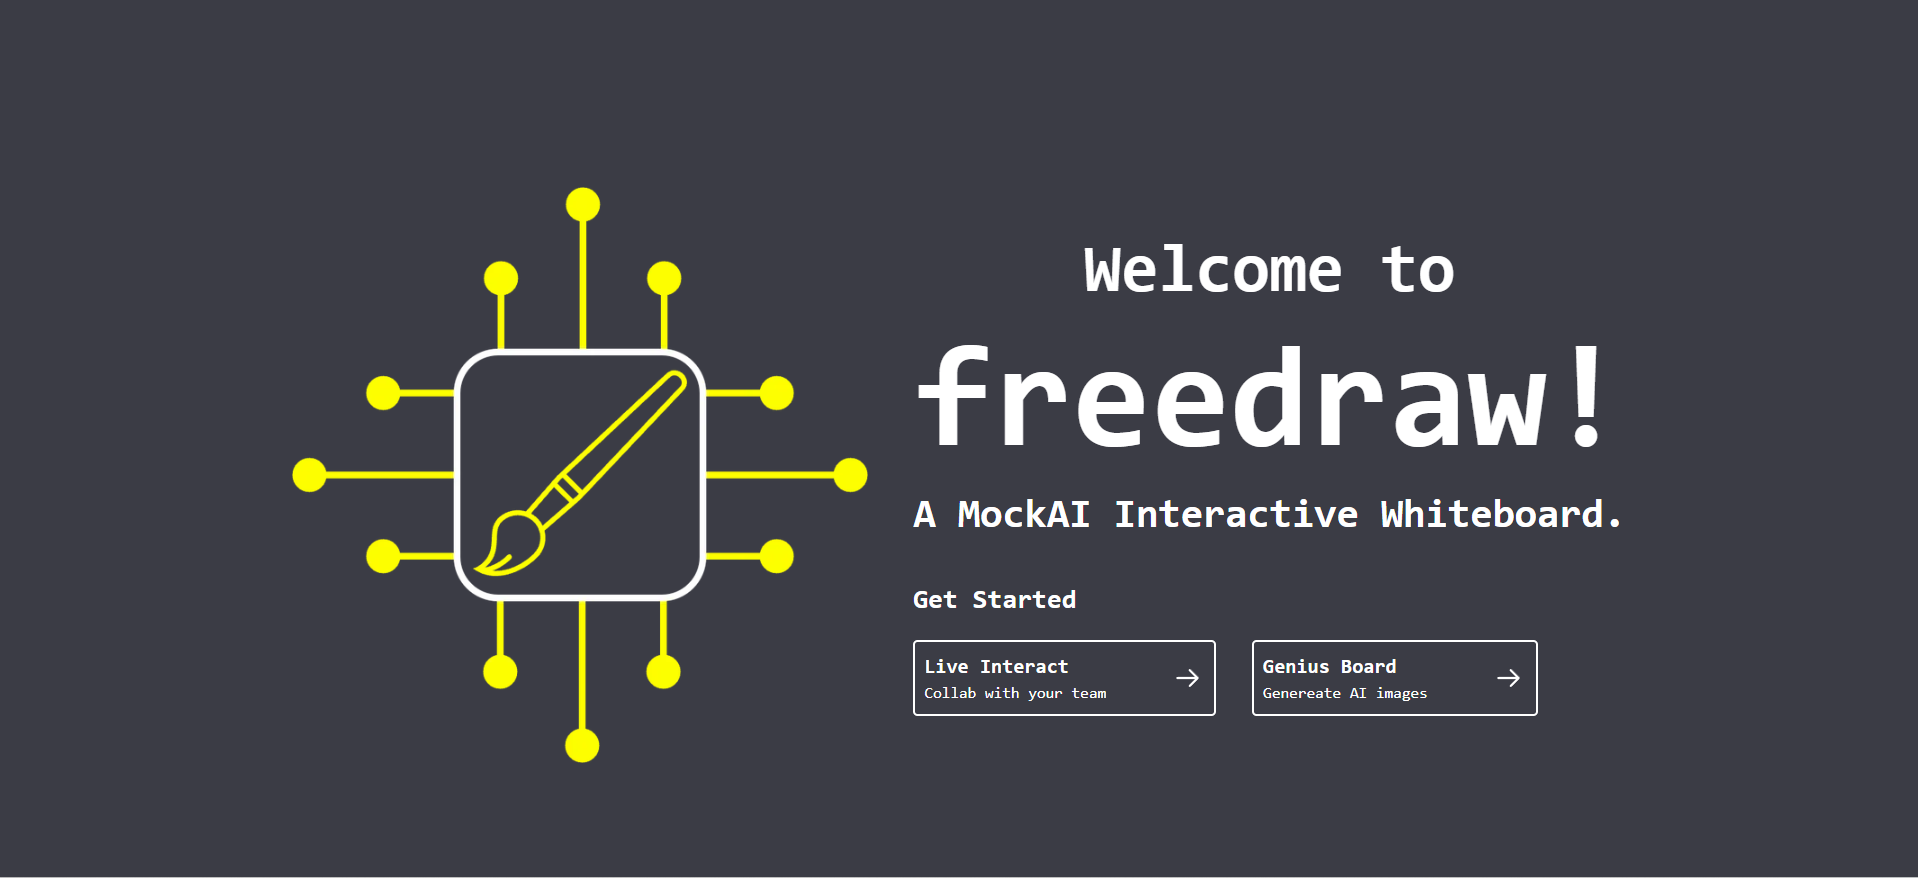 Welcome to
freedraw!
A MockAI Interactive Whiteboard.
Get Started
Live Interact
Collab with your team
Genius Board
Genereate AI images